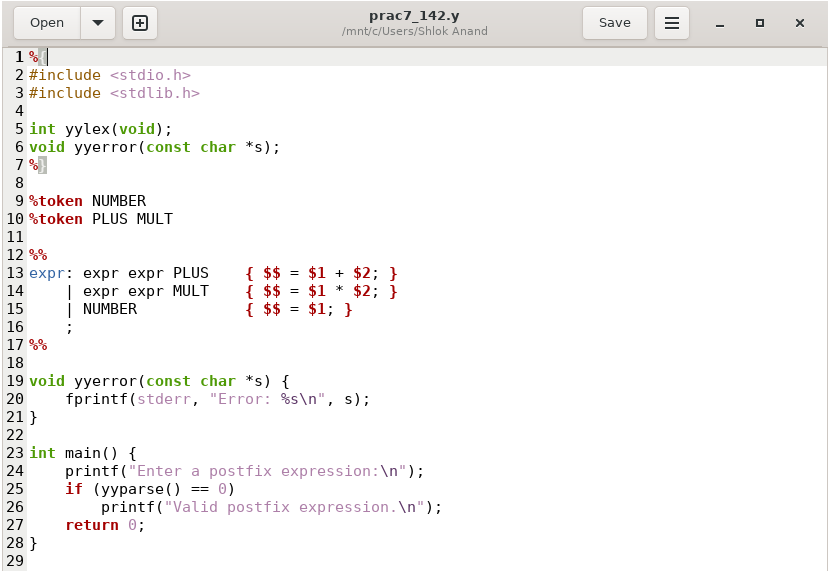 Open
prac7_142.y
/mnt/c/Users/Shlok Anand
Save
1 %{
2 #include <stdio.h>
3 #include <stdlib.h>
4
5 int yylex(void);
6 void yyerror(const char *s);
7 %}
8
9 %token NUMBER
10 %token PLUS MULT
11
12 %%
13 expr: expr expr PLUS    { $$ = $1 + $2; }
14     | expr expr MULT    { $$ = $1 * $2; }
15     | NUMBER            { $$ = $1; }
16     ;
17 %%
18
19 void yyerror(const char *s) {
20     fprintf(stderr, "Error: %s\n", s);
21 }
22
23 int main() {
24     printf("Enter a postfix expression:\n");
25     if (yyparse() == 0)
26         printf("Valid postfix expression.\n");
27     return 0;
28 }
29